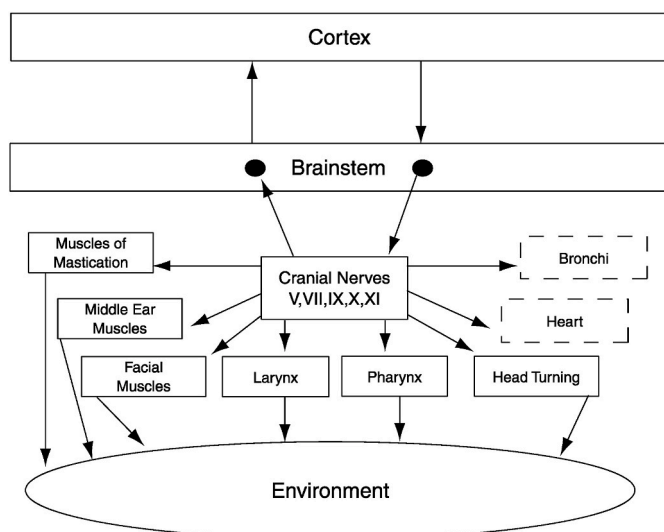 Cortex
Brainstem
Muscles of
Mastication
Cranial Nerves
V,VII,IX,X,XI
Bronchi
Middle Ear
Muscles
Heart
Facial
Muscles
Larynx
Pharynx
Head Turning
Environment